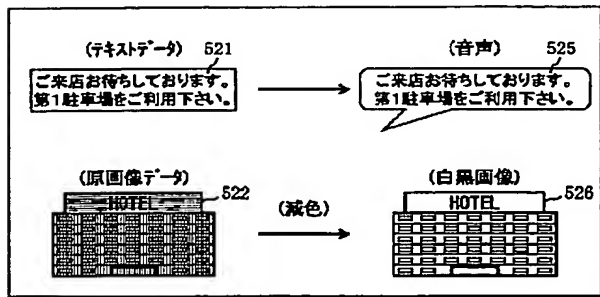 (テキストデータ) 521
ご来店お待ちしております。
第1駐車場をご利用下さい。
(音声) 525
ご来店お待ちしております。
第1駐車場をご利用下さい。
(原画像データ)
HOTEL 522
(減色)
(白黒画像)
HOTEL 526